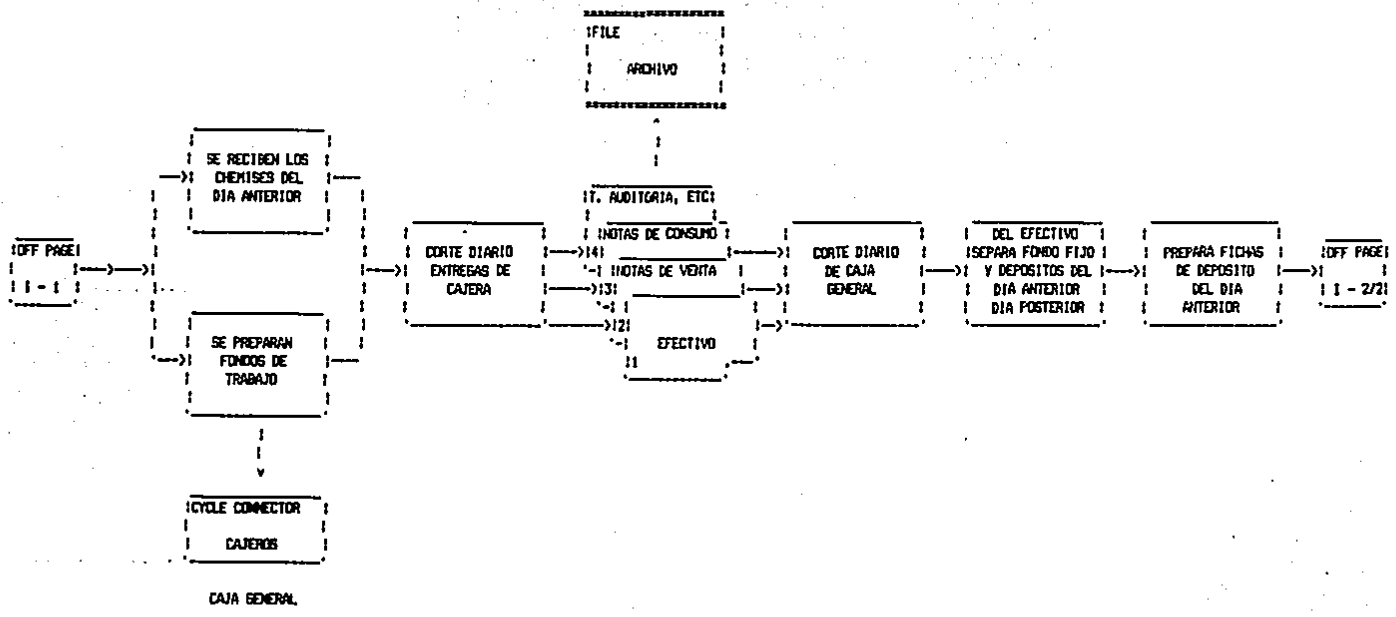 FILE
ARCHIVO
SE RECIBEN LOS
CHEMISES DEL
DIA ANTERIOR
T. AUDITORIA, ETC
NOTAS DE CONSUMO
4
NOTAS DE VENTA
3
2
EFECTIVO
1
OFF PAGE
I - I
CORTE DIARIO
ENTREGAS DE
CAJERA
CORTE DIARIO
DE CAJA
GENERAL
DEL EFECTIVO
SEPARA FONDO FIJO
Y DEPOSITOS DEL
DIA ANTERIOR
DIA POSTERIOR
PREPARA FICHAS
DE DEPOSITO
DEL DIA
ANTERIOR
OFF PAGE
I - 2/2
SE PREPARAN
FONDOS DE
TRABAJO
CYCLE CONNECTOR
CAJEROS
CAJA GENERAL